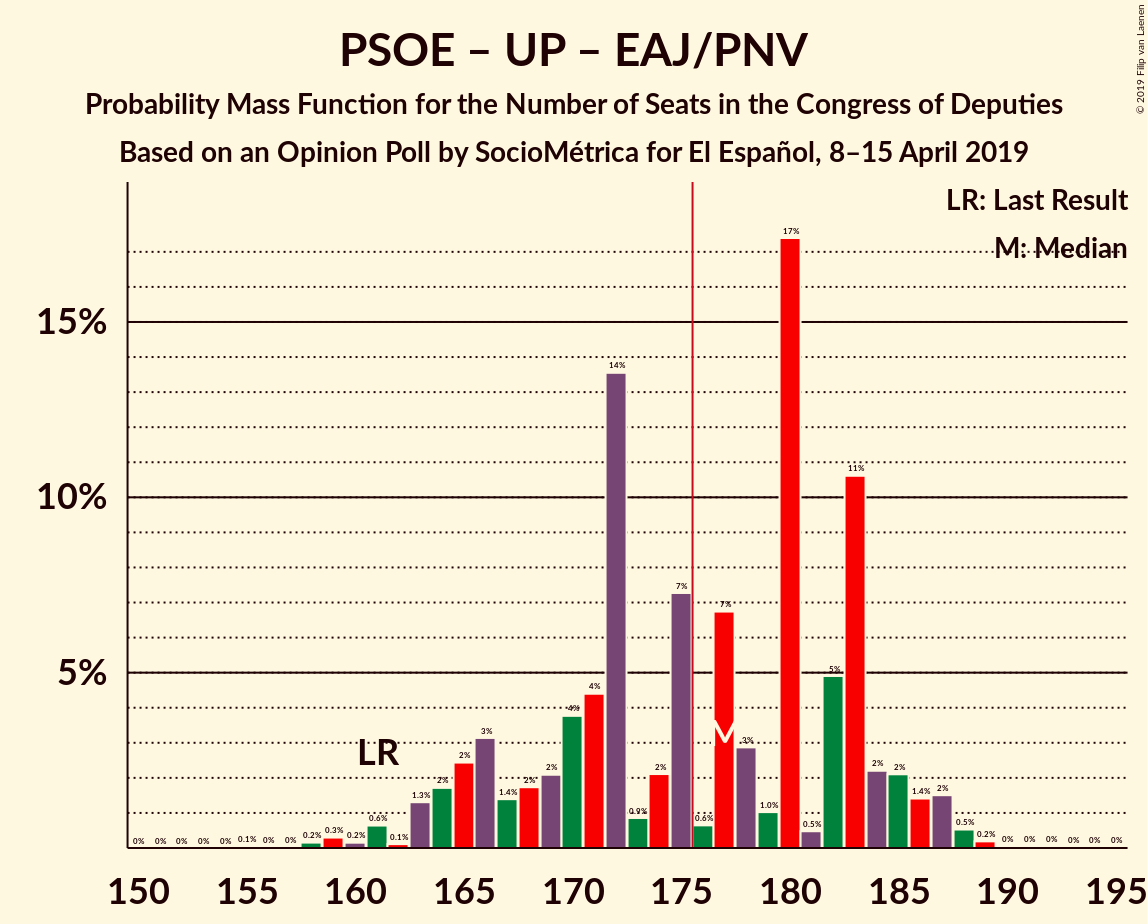 PSOE – UP – EAJ/PNV
Probability Mass Function for the Number of Seats in the Congress of Deputies
Based on an Opinion Poll by SocioMétrica for El Español, 8–15 April 2019
© 2019 Filip van Laenen
LR: Last Result
M: Median
15%
10%
5%
0% 0% 0% 0% 0% 0.1% 0% 0% 0.2% 0.3% 0.2% 0.6% 0.1% 1.3% 2% 2% 3% 1.4% 2% 2% 4% 4% 14% 0.9% 2% 7% 0.6% 7% 3% 1.0% 17% 0.5% 5% 11% 2% 2% 1.4% 2% 0.5% 0.2% 0% 0% 0% 0% 0% 0%
LR
M
150 155 160 165 170 175 180 185 190 195